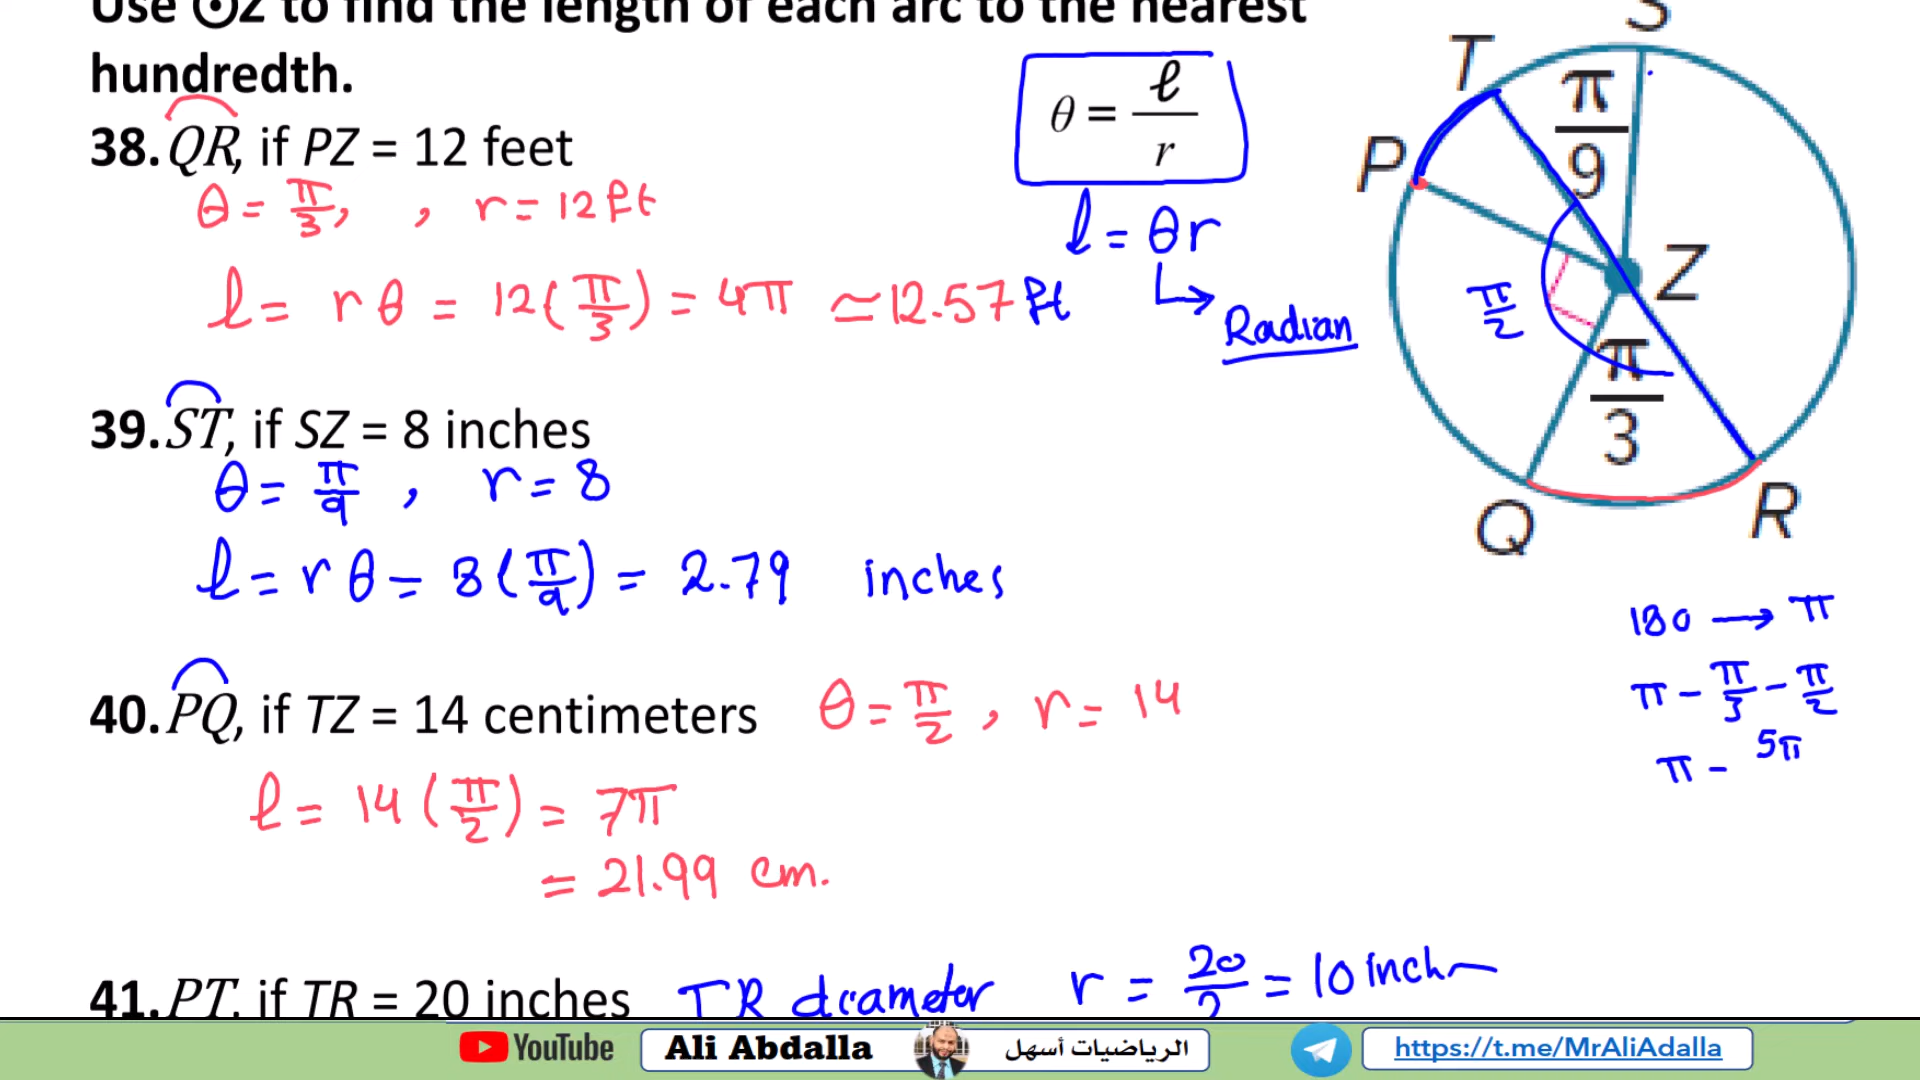 Use ⊙Z to find the length of each arc to the nearest
hundredth.
38. QR, if PZ = 12 feet
θ = π/3, , r = 12 ft
l = rθ = 12(π/3) = 4π ≃ 12.57 ft
θ = ℓ/r
l = θr
Radian
39. ST, if SZ = 8 inches
θ = π/9 , r = 8
l = rθ = 8(π/9) = 2.79 inches
40. PQ, if TZ = 14 centimeters θ = π/2 , r = 14
l = 14(π/2) = 7π
= 21.99 cm.
41. PT, if TR = 20 inches TR diameter r = 20/2 = 10 inch
S
T
π/9
P
Z
π/2
π/3
Q
R
180 → π
π − π/3 − π/2
π − 5π
YouTube Ali Abdalla الرياضيات أسهل https://t.me/MrAliAdalla